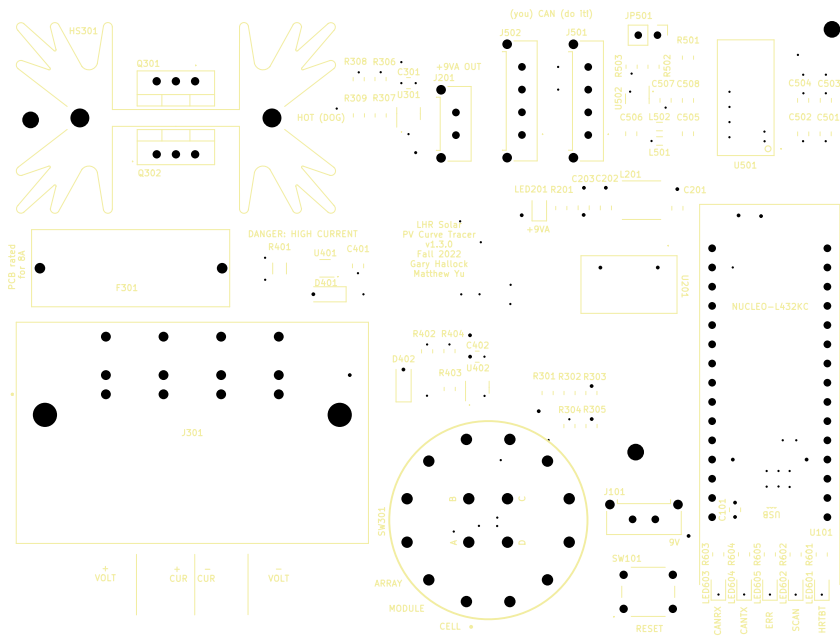 (you) CAN (do it)
HS301
JP501
J502
J501
R501
Q301
R308
R306
+9VA OUT
C301
J201
R503
R502
C504
C503
U301
U502
C507
C508
R309
R307
HOT (DOG)
C506
L502
C505
C502
C501
L501
U501
Q302
C203
C202
L201
LED201
R201
C201
+9VA
DANGER: HIGH CURRENT
LHR Solar
PV Curve Tracer
v1.3.0
Fall 2022
Gary Hallock
Matthew Yu
PCB rated
for 8A
R401
U401
C401
D401
F301
U201
NUCLEO-L432KC
R402
R404
C402
D402
U402
R403
R301
R302
R303
R304
R305
J301
SW301
B
C
A
D
J101
C101
USB
U101
9V
R603
R604
R605
R602
R601
SW101
+
VOLT
+
CUR
-
CUR
-
VOLT
ARRAY
MODULE
CELL *
RESET
LED603
LED604
LED605
LED602
LED601
CANRX
CANTX
ERR
SCAN
HRTBT